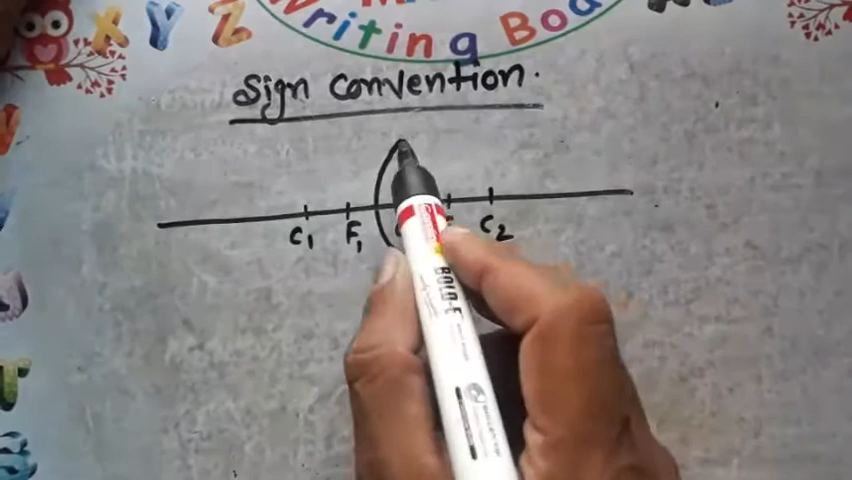 X Y Z
Writing Boa
Sign Convention.
C1 F1 C2
BOLD-E